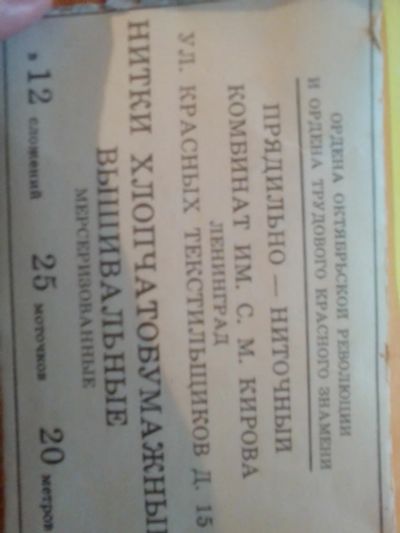 ОРДЕНА ОКТЯБРЬСКОЙ РЕВОЛЮЦИИ
И ОРДЕНА ТРУДОВОГО КРАСНОГО ЗНАМЕНИ
ПРЯДИЛЬНО — НИТОЧНЫЙ
КОМБИНАТ ИМ. С. М. КИРОВА
ЛЕНИНГРАД
УЛ. КРАСНЫХ ТЕКСТИЛЬЩИКОВ Д. 15
НИТКИ ХЛОПЧАТОБУМАЖНЫ
ВЫШИВАЛЬНЫЕ
МЕРСЕРИЗОВАННЫЕ
в 12 сложений 25 моточков 20 метров